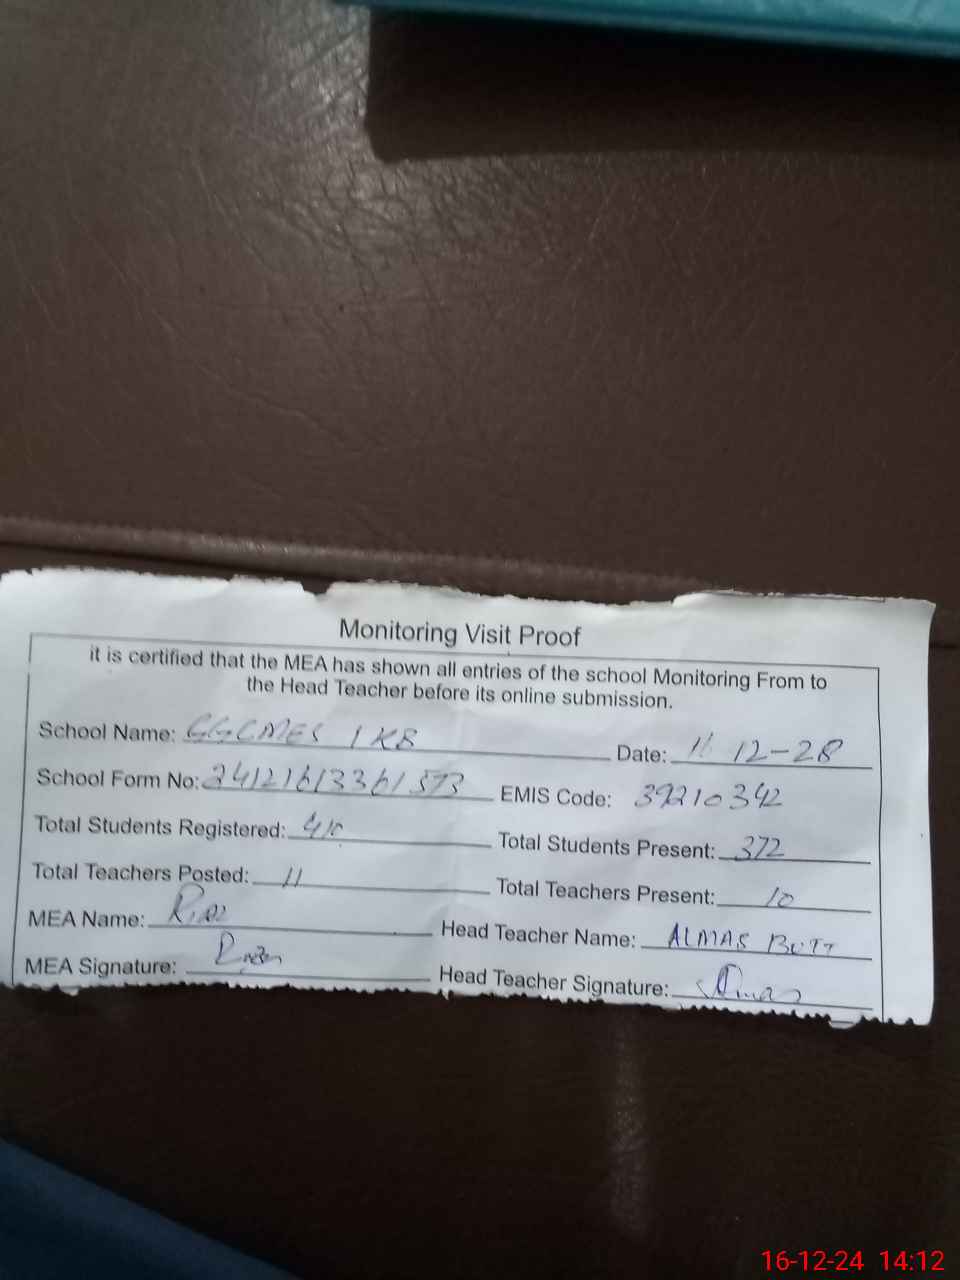 Monitoring Visit Proof
it is certified that the MEA has shown all entries of the school Monitoring From to
the Head Teacher before its online submission.
School Name: GGCMES 1 KB Date: 12-28
School Form No: 24121613361573 EMIS Code: 39210342
Total Students Registered: 410 Total Students Present: 372
Total Teachers Posted: 11 Total Teachers Present: 10
MEA Name: Riaz Head Teacher Name: ALMAS BUTT
MEA Signature: Head Teacher Signature:
16-12-24 14:12